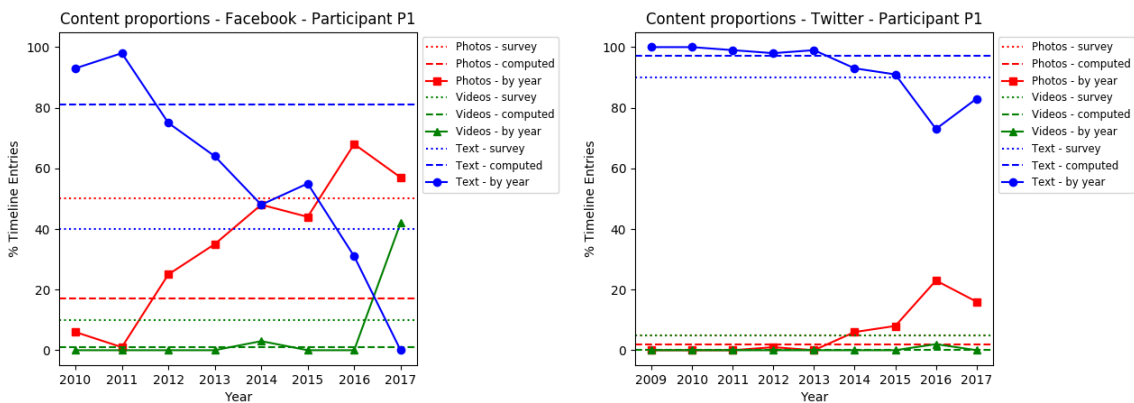 Content proportions - Facebook - Participant P1
% Timeline Entries
100
80
60
40
20
0
2010 2011 2012 2013 2014 2015 2016 2017
Year
Photos - survey
Photos - computed
Photos - by year
Videos - survey
Videos - computed
Videos - by year
Text - survey
Text - computed
Text - by year
Content proportions - Twitter - Participant P1
% Timeline Entries
100
80
60
40
20
0
2009 2010 2011 2012 2013 2014 2015 2016 2017
Year
Photos - survey
Photos - computed
Photos - by year
Videos - survey
Videos - computed
Videos - by year
Text - survey
Text - computed
Text - by year